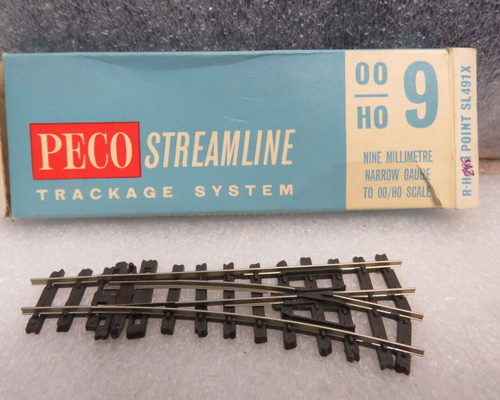 PECO STREAMLINE
TRACKAGE SYSTEM
OO
HO
9
NINE MILLIMETRE
NARROW GAUGE
TO OO/HO SCALE
POINT SL491X